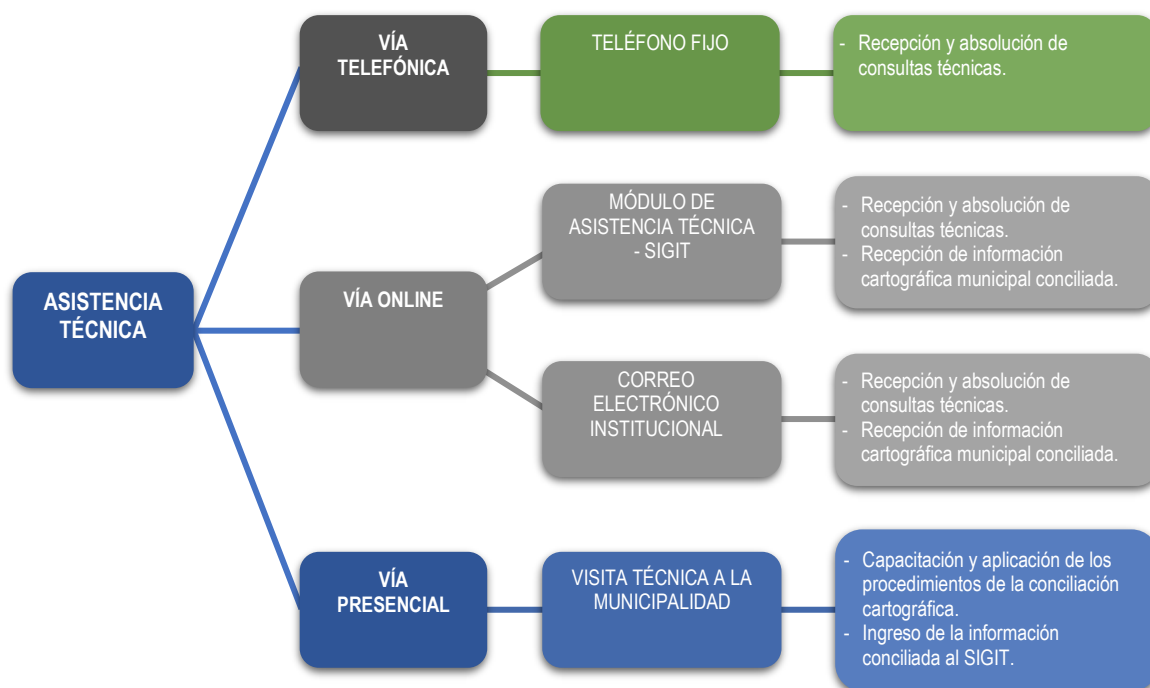 ASISTENCIA
TÉCNICA
VÍA
TELEFÓNICA
TELÉFONO FIJO
- Recepción y absolución de
consultas técnicas.
VÍA ONLINE
MÓDULO DE
ASISTENCIA TÉCNICA
- SIGIT
- Recepción y absolución de
consultas técnicas.
- Recepción de información
cartográfica municipal conciliada.
CORREO
ELECTRÓNICO
INSTITUCIONAL
- Recepción y absolución de
consultas técnicas.
- Recepción de información
cartográfica municipal conciliada.
VÍA
PRESENCIAL
VISITA TÉCNICA A LA
MUNICIPALIDAD
- Capacitación y aplicación de los
procedimientos de la conciliación
cartográfica.
- Ingreso de la información
conciliada al SIGIT.